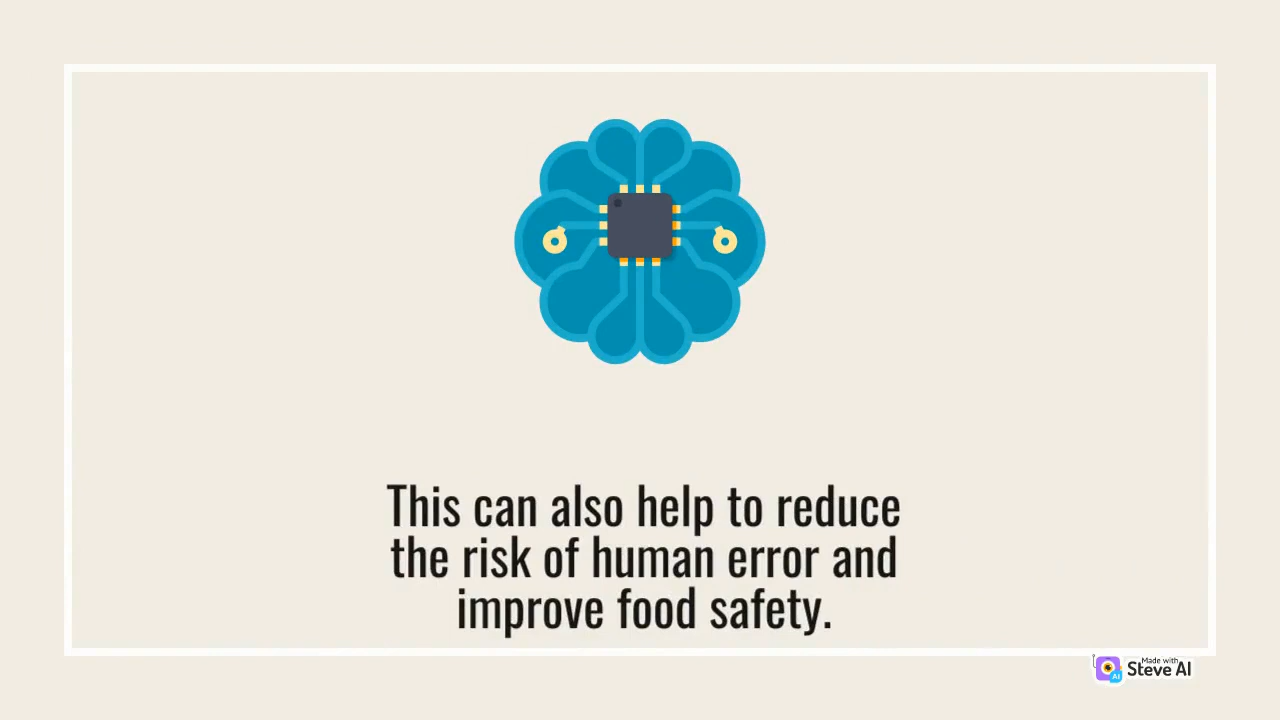 This can also help to reduce
the risk of human error and
improve food safety.
Made with
Steve AI
AI